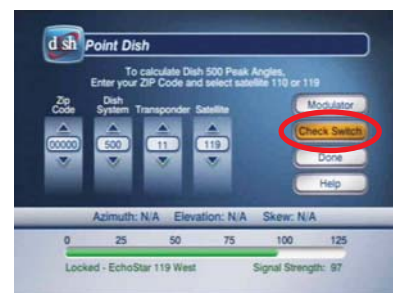 dish Point Dish
To calculate Dish 500 Peak Angles,
Enter your ZIP Code and select satellite 110 or 119
Zip Code Dish System Transponder Satellite
00000 500 11 119
Modulator
Check Switch
Done
Help
Azimuth: N/A Elevation: N/A Skew: N/A
0 25 50 75 100 125
Locked - EchoStar 119 West Signal Strength: 97